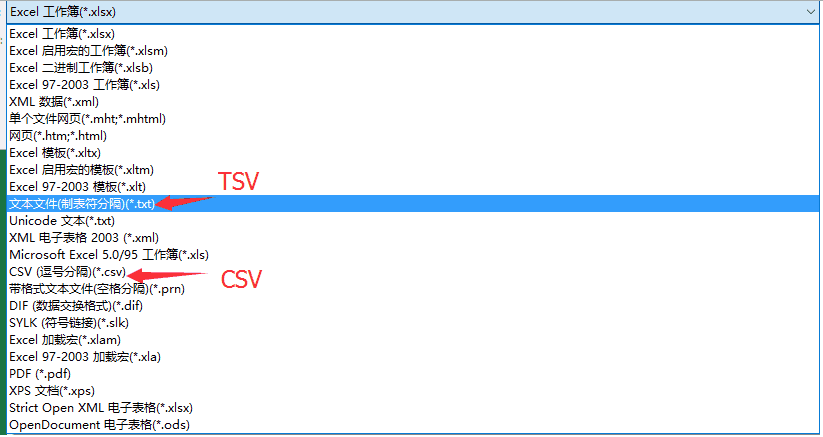 Excel 工作簿(*.xlsx)
Excel 工作簿(*.xlsx)
Excel 启用宏的工作簿(*.xlsm)
Excel 二进制工作簿(*.xlsb)
Excel 97-2003 工作簿(*.xls)
XML 数据(*.xml)
单个文件网页(*.mht;*.mhtml)
网页(*.htm;*.html)
Excel 模板(*.xltx)
Excel 启用宏的模板(*.xltm)
Excel 97-2003 模板(*.xlt)
TSV
文本文件(制表符分隔)(*.txt)
Unicode 文本(*.txt)
XML 电子表格 2003 (*.xml)
Microsoft Excel 5.0/95 工作簿(*.xls)
CSV (逗号分隔)(*.csv)
CSV
带格式文本文件(空格分隔)(*.prn)
DIF (数据交换格式)(*.dif)
SYLK (符号链接)(*.slk)
Excel 加载宏(*.xlam)
Excel 97-2003 加载宏(*.xla)
PDF (*.pdf)
XPS 文档(*.xps)
Strict Open XML 电子表格(*.xlsx)
OpenDocument 电子表格(*.ods)